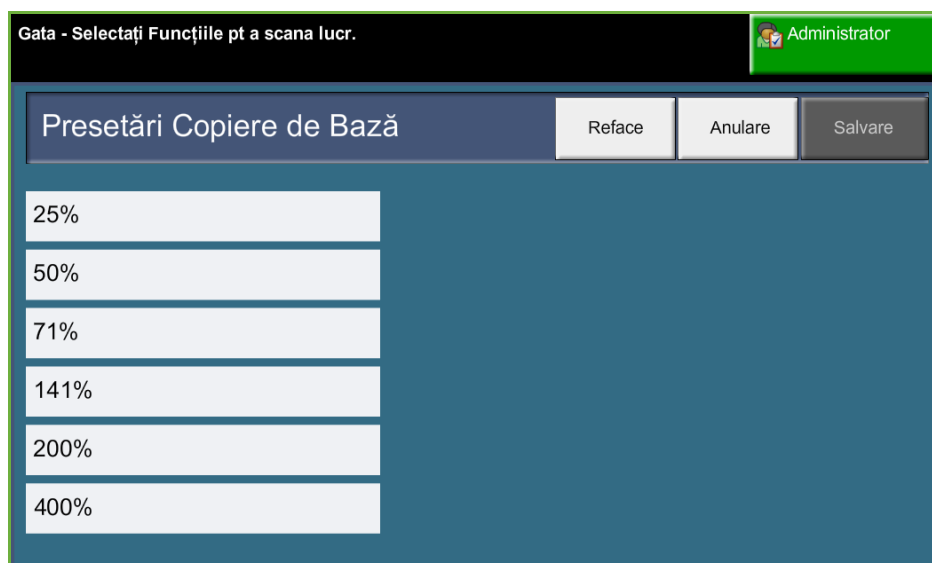 Gata - Selectați Funcțiile pt a scana lucr.
Administrator
Presetări Copiere de Bază
Reface
Anulare
Salvare
25%
50%
71%
141%
200%
400%